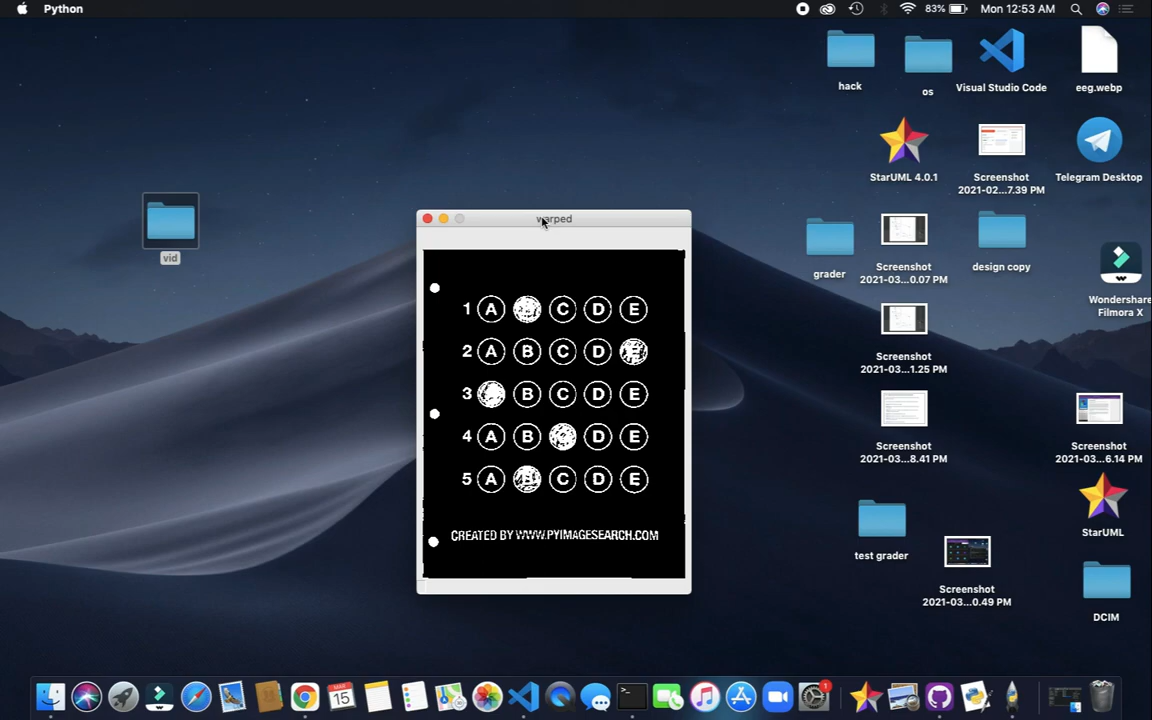 Python
83%
Mon 12:53 AM
hack
os
Visual Studio Code
eeg.webp
StarUML 4.0.1
Screenshot
2021-02...7.39 PM
Telegram Desktop
grader
Screenshot
2021-03...0.07 PM
design copy
Wondershare
Filmora X
vid
Screenshot
2021-03...1.25 PM
Screenshot
2021-03...8.41 PM
Screenshot
2021-03...6.14 PM
test grader
StarUML
Screenshot
2021-03...0.49 PM
DCIM
warped
1 A C D E
2 A B C D E
3 B C D E
4 A B C D E
5 A B C D E
CREATED BY WWW.PYIMAGESEARCH.COM
MAR
15
1